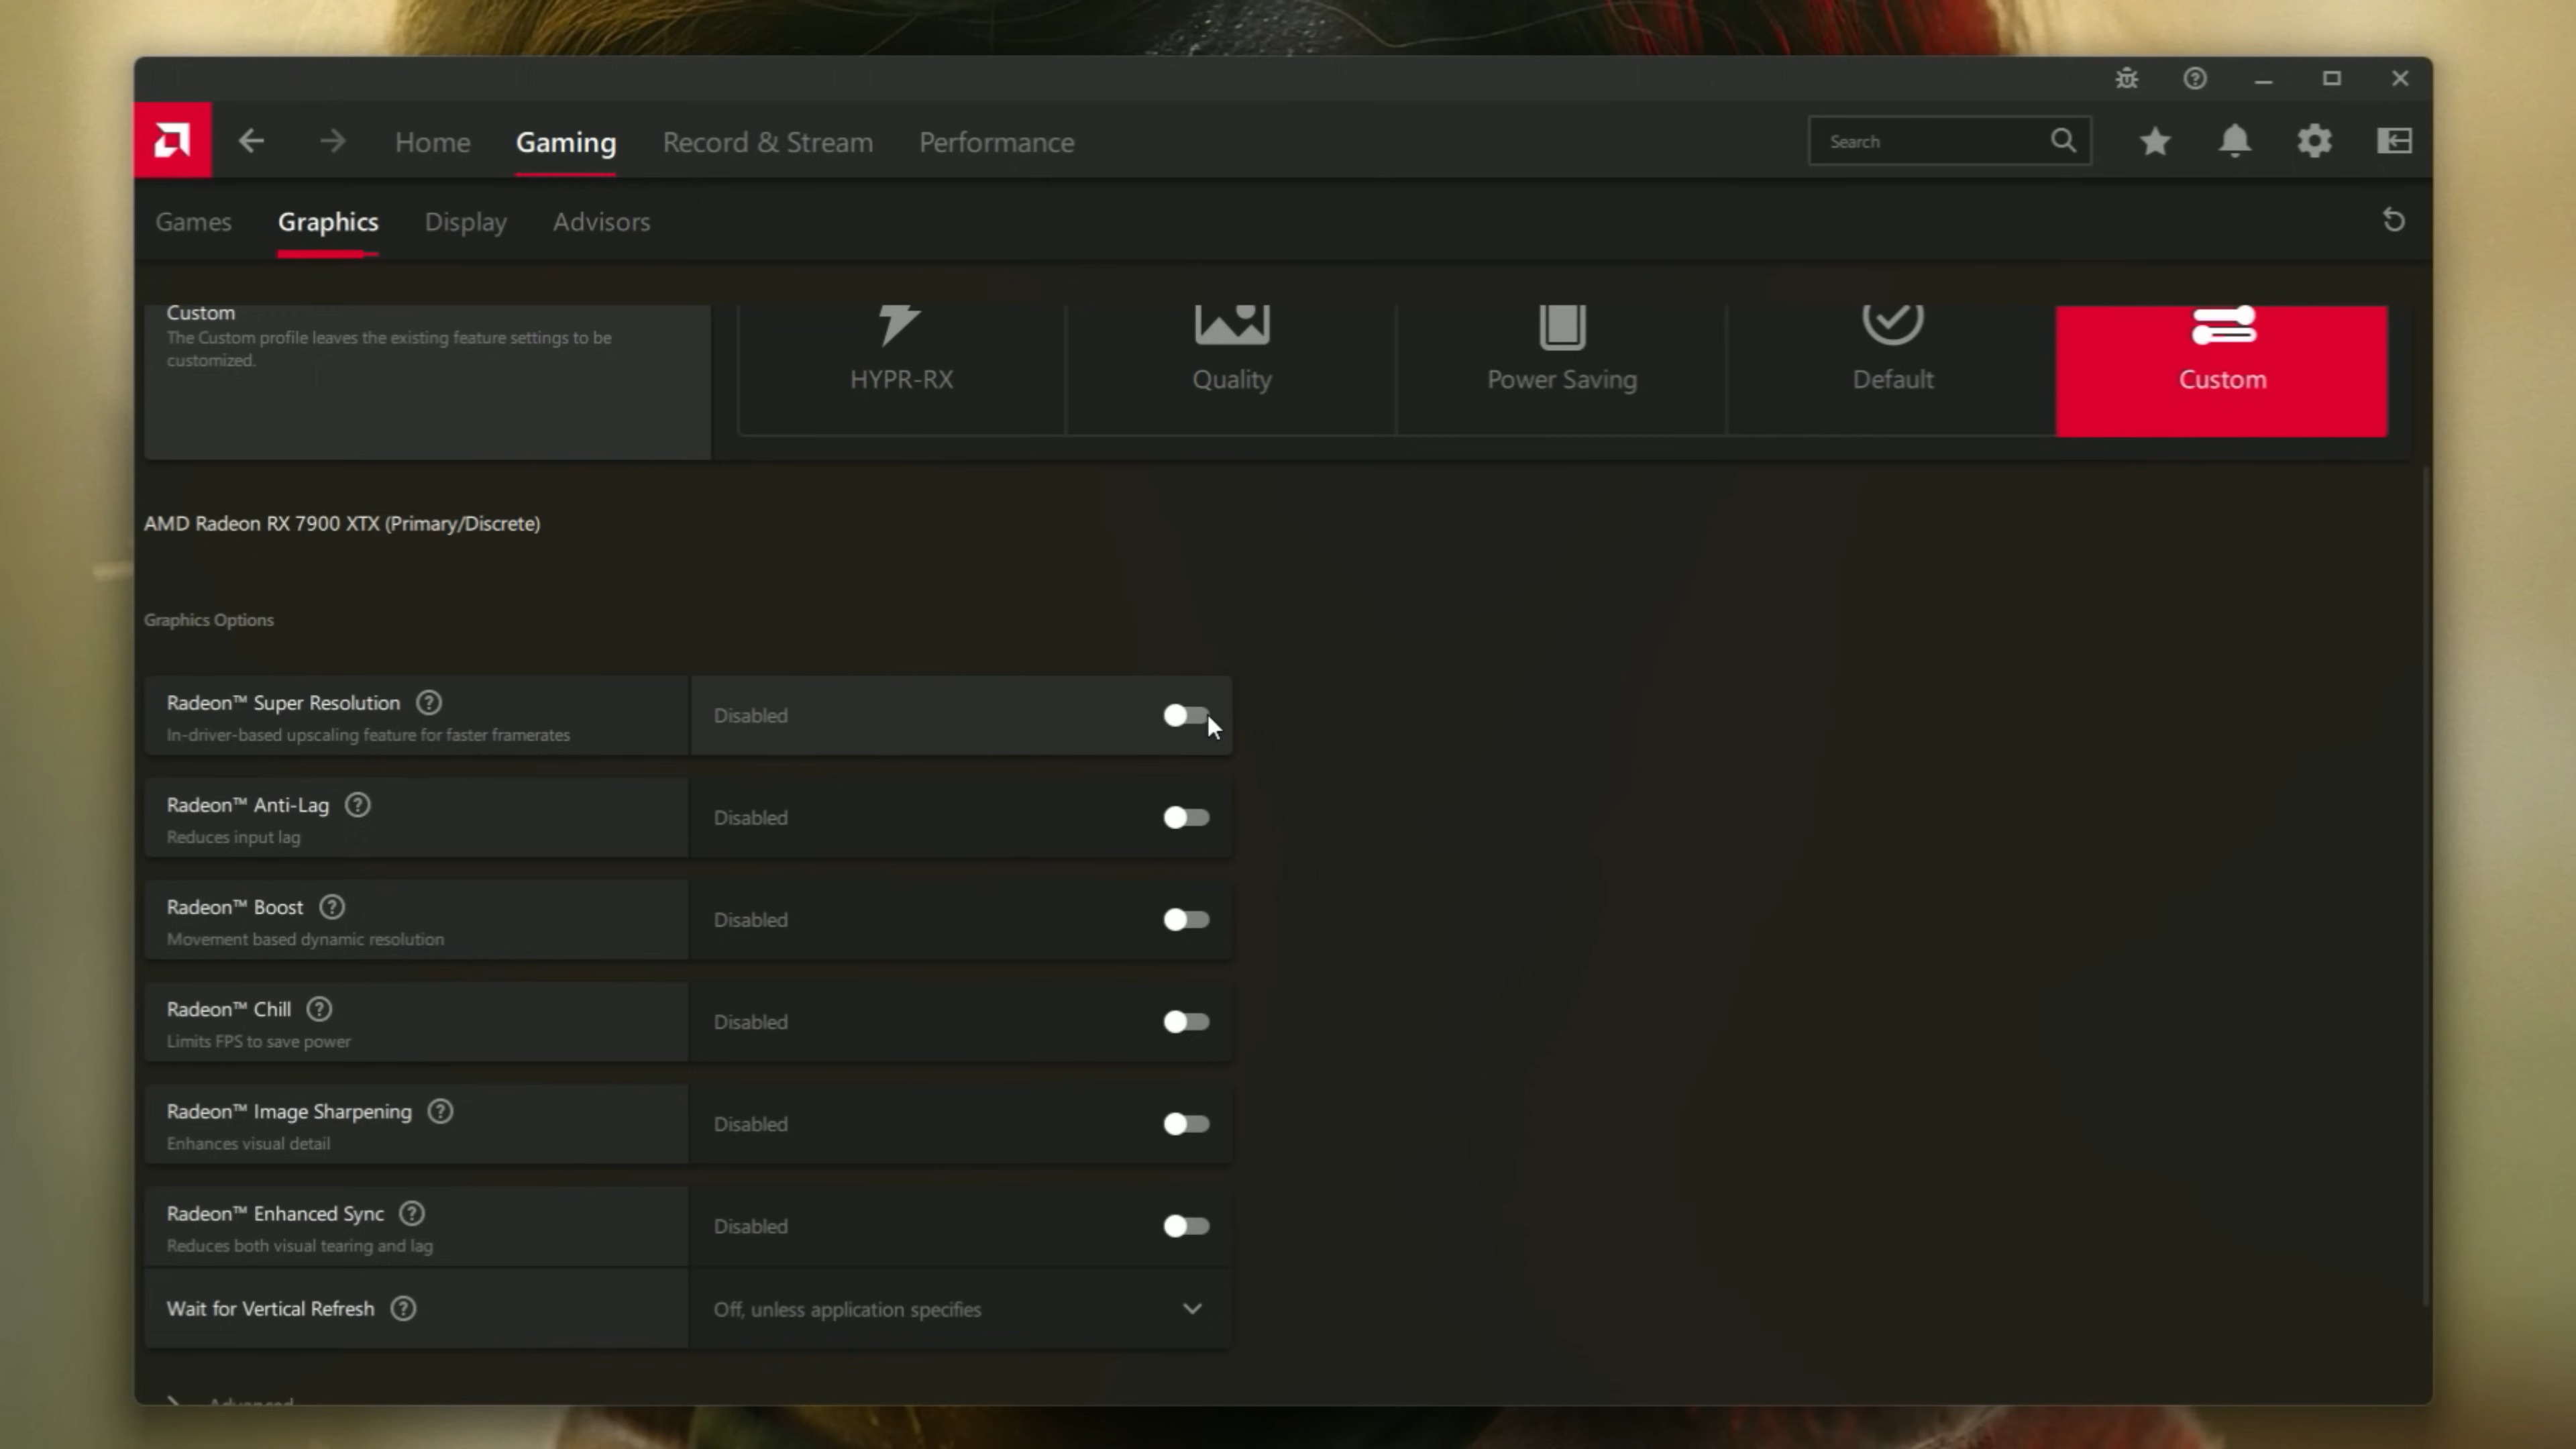 Home Gaming Record & Stream Performance Search
Games Graphics Display Advisors
Custom
The Custom profile leaves the existing feature settings to be
customized.
HYPR-RX Quality Power Saving Default Custom
AMD Radeon RX 7900 XTX (Primary/Discrete)
Graphics Options
Radeon™ Super Resolution Disabled
In-driver-based upscaling feature for faster framerates
Radeon™ Anti-Lag Disabled
Reduces input lag
Radeon™ Boost Disabled
Movement based dynamic resolution
Radeon™ Chill Disabled
Limits FPS to save power
Radeon™ Image Sharpening Disabled
Enhances visual detail
Radeon™ Enhanced Sync Disabled
Reduces both visual tearing and lag
Wait for Vertical Refresh Off, unless application specifies
Advanced